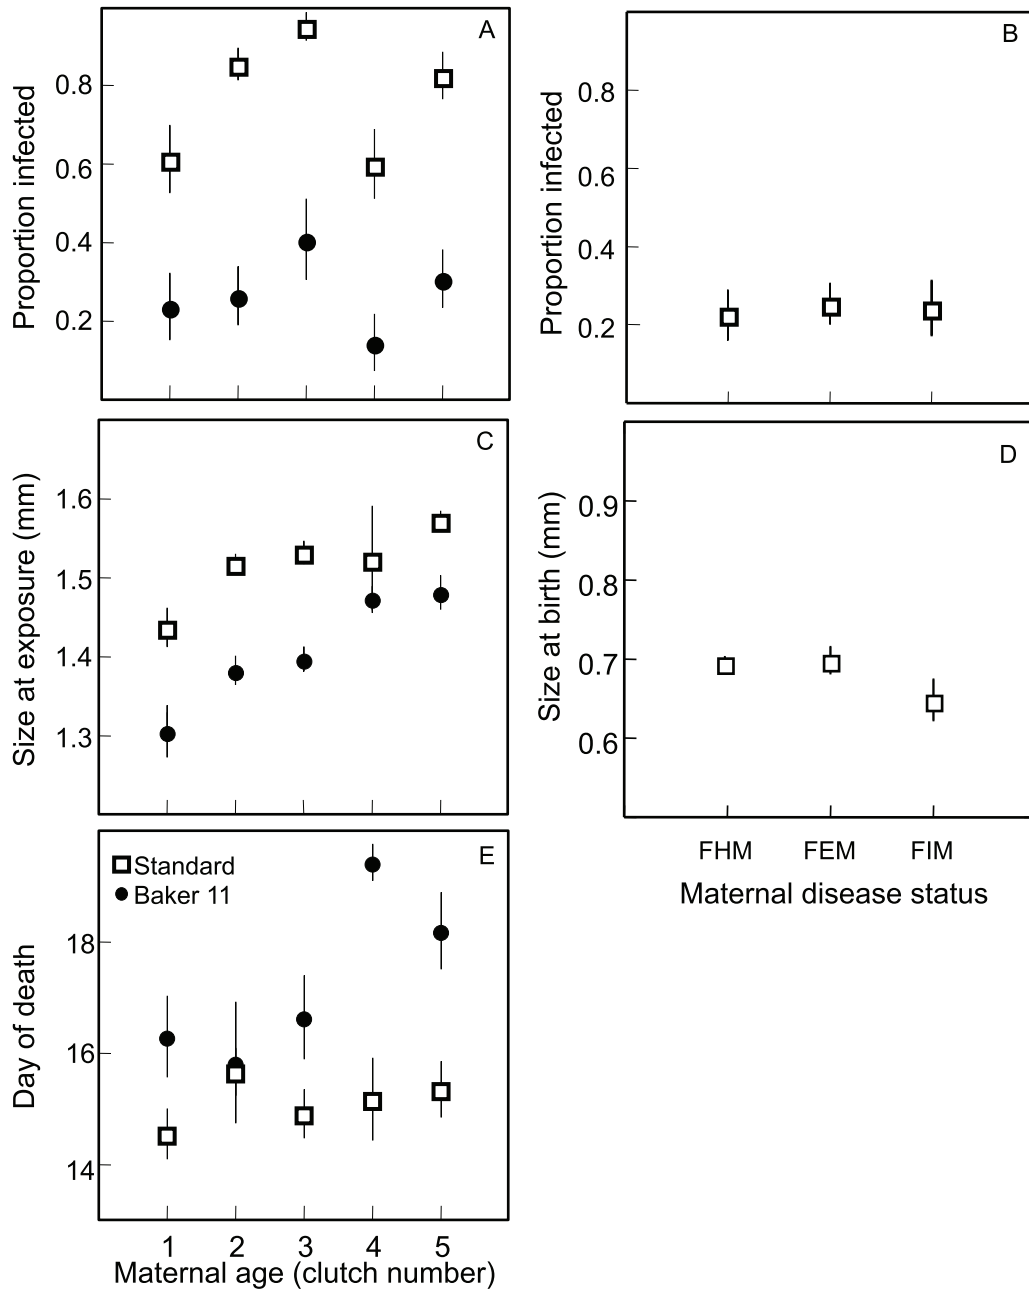 A
Proportion infected
0.8
0.6
0.4
0.2
B
Proportion infected
0.8
0.6
0.4
0.2
C
Size at exposure (mm)
1.6
1.5
1.4
1.3
D
Size at birth (mm)
0.9
0.8
0.7
0.6
FHM FEM FIM
Maternal disease status
E
Standard
Baker 11
Day of death
18
16
14
1 2 3 4 5
Maternal age (clutch number)